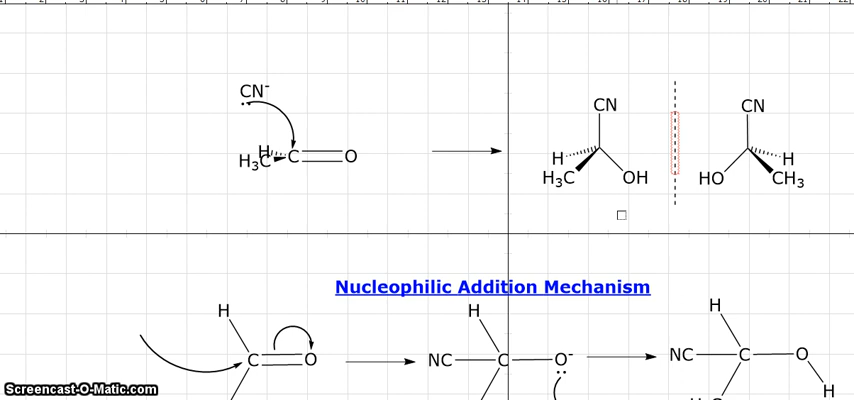 CN⁻
H
H₃C
C
O
CN
H
H₃C
OH
CN
H
HO
CH₃
Nucleophilic Addition Mechanism
H
C
O
H
NC
C
O⁻
H
NC
C
O
H
Screencast-O-Matic.com